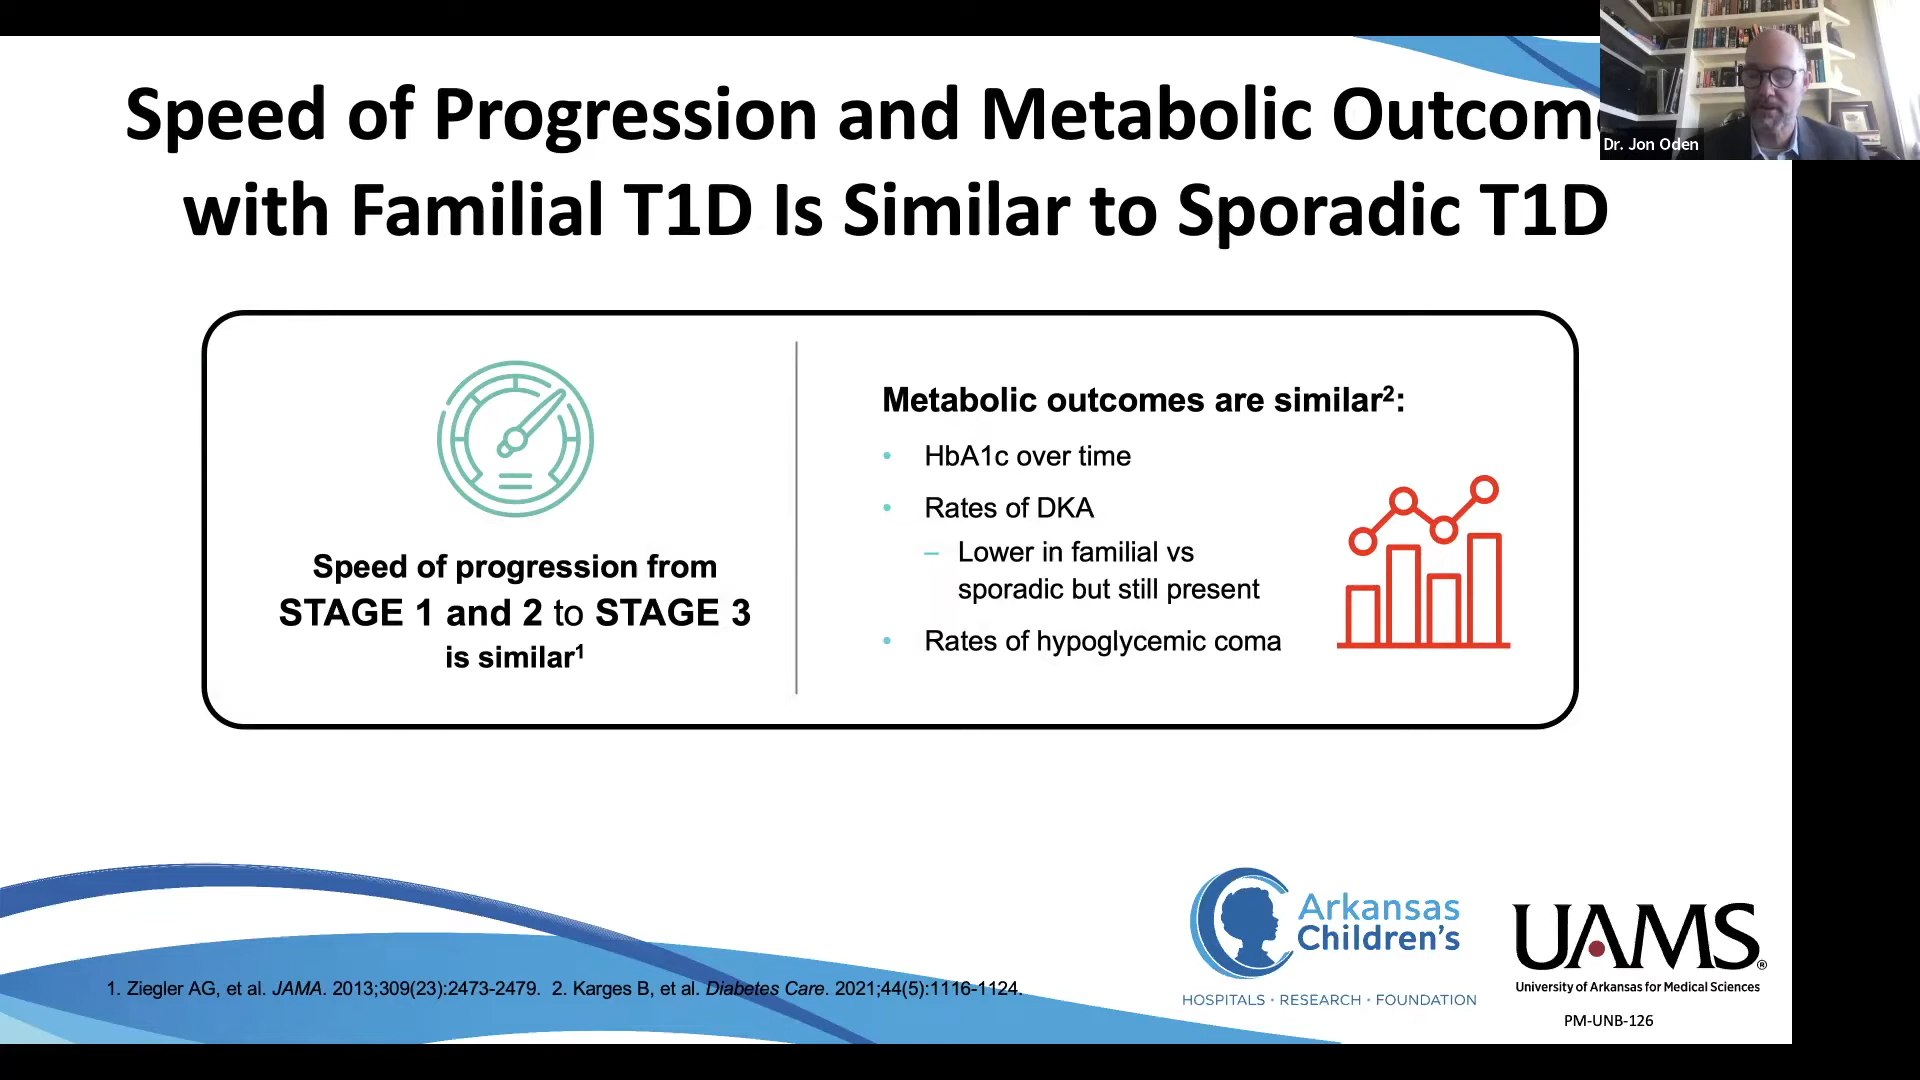 Speed of Progression and Metabolic
with Familial T1D Is Similar to Sporadic T1D
Dr. Jon Oden
Speed of progression from
STAGE 1 and 2 to STAGE 3
is similar¹
Metabolic outcomes are similar²:
• HbA1c over time
• Rates of DKA
– Lower in familial vs
sporadic but still present
• Rates of hypoglycemic coma
1. Ziegler AG, et al. JAMA. 2013;309(23):2473-2479. 2. Karges B, et al. Diabetes Care. 2021;44(5):1116-1124.
Arkansas
Children's
HOSPITALS • RESEARCH • FOUNDATION
UAMS®
University of Arkansas for Medical Sciences
PM-UNB-126